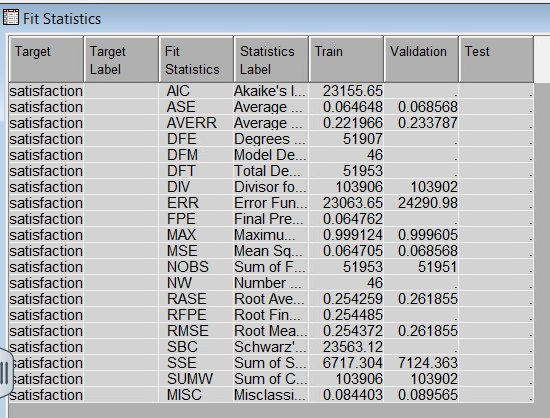 Fit Statistics
Target Target Label Fit Statistics Statistics Label Train Validation Test
satisfaction AIC Akaike's I... 23155.65 . .
satisfaction ASE Average ... 0.064648 0.068568 .
satisfaction AVERR Average ... 0.221966 0.233787 .
satisfaction DFE Degrees ... 51907 . .
satisfaction DFM Model De... 46 . .
satisfaction DFT Total De... 51953 . .
satisfaction DIV Divisor fo... 103906 103902 .
satisfaction ERR Error Fun... 23063.65 24290.98 .
satisfaction FPE Final Pre... 0.064762 . .
satisfaction MAX Maximu... 0.999124 0.999605 .
satisfaction MSE Mean Sq... 0.064705 0.068568 .
satisfaction NOBS Sum of F... 51953 51951 .
satisfaction NW Number ... 46 . .
satisfaction RASE Root Ave... 0.254259 0.261855 .
satisfaction RFPE Root Fin... 0.254485 . .
satisfaction RMSE Root Mea... 0.254372 0.261855 .
satisfaction SBC Schwarz'... 23563.12 . .
satisfaction SSE Sum of S... 6717.304 7124.363 .
satisfaction SUMW Sum of C... 103906 103902 .
satisfaction MISC Misclassi... 0.084403 0.089565 .